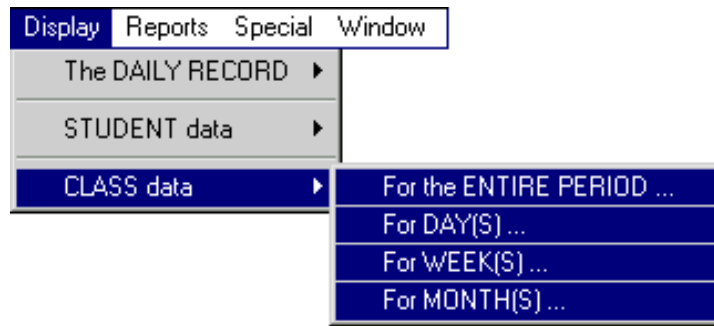 Display Reports Special Window
The DAILY RECORD
STUDENT data
CLASS data
For the ENTIRE PERIOD ...
For DAY(S) ...
For WEEK(S) ...
For MONTH(S) ...